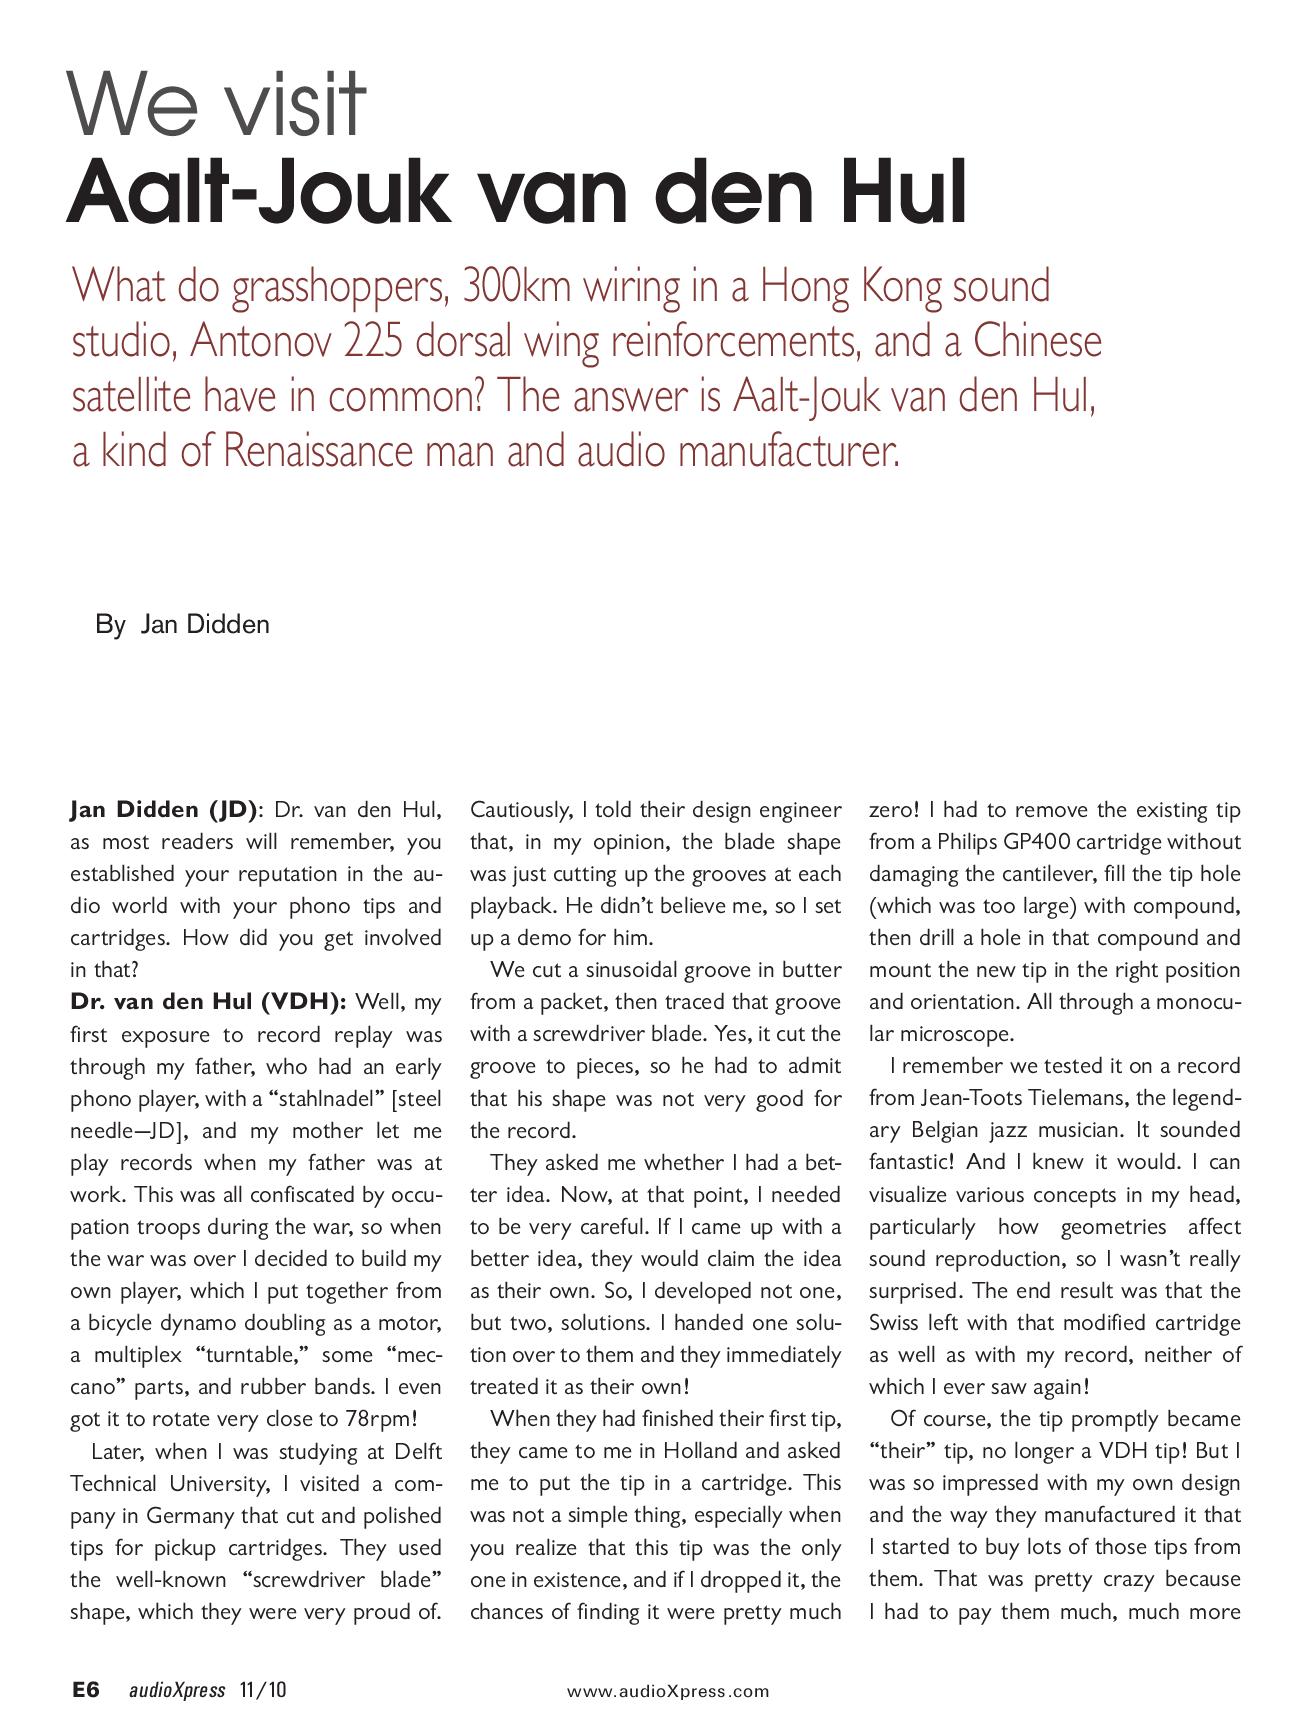 We visit
Aalt-Jouk van den Hul
What do grasshoppers, 300km wiring in a Hong Kong sound
studio, Antonov 225 dorsal wing reinforcements, and a Chinese
satellite have in common? The answer is Aalt-Jouk van den Hul,
a kind of Renaissance man and audio manufacturer.
By Jan Didden
Jan Didden (JD): Dr. van den Hul,
as most readers will remember, you
established your reputation in the au-
dio world with your phono tips and
cartridges. How did you get involved
in that?
Dr. van den Hul (VDH): Well, my
first exposure to record replay was
through my father, who had an early
phono player, with a “stahlnadel” [steel
needle—JD], and my mother let me
play records when my father was at
work. This was all confiscated by occu-
pation troops during the war, so when
the war was over I decided to build my
own player, which I put together from
a bicycle dynamo doubling as a motor,
a multiplex “turntable,” some “mec-
cano” parts, and rubber bands. I even
got it to rotate very close to 78rpm!
Later, when I was studying at Delft
Technical University, I visited a com-
pany in Germany that cut and polished
tips for pickup cartridges. They used
the well-known “screwdriver blade”
shape, which they were very proud of.
Cautiously, I told their design engineer
that, in my opinion, the blade shape
was just cutting up the grooves at each
playback. He didn’t believe me, so I set
up a demo for him.
We cut a sinusoidal groove in butter
from a packet, then traced that groove
with a screwdriver blade. Yes, it cut the
groove to pieces, so he had to admit
that his shape was not very good for
the record.
They asked me whether I had a bet-
ter idea. Now, at that point, I needed
to be very careful. If I came up with a
better idea, they would claim the idea
as their own. So, I developed not one,
but two, solutions. I handed one solu-
tion over to them and they immediately
treated it as their own!
When they had finished their first tip,
they came to me in Holland and asked
me to put the tip in a cartridge. This
was not a simple thing, especially when
you realize that this tip was the only
one in existence, and if I dropped it, the
chances of finding it were pretty much
zero! I had to remove the existing tip
from a Philips GP400 cartridge without
damaging the cantilever, fill the tip hole
(which was too large) with compound,
then drill a hole in that compound and
mount the new tip in the right position
and orientation. All through a monocu-
lar microscope.
I remember we tested it on a record
from Jean-Toots Tielemans, the legend-
ary Belgian jazz musician. It sounded
fantastic! And I knew it would. I can
visualize various concepts in my head,
particularly how geometries affect
sound reproduction, so I wasn’t really
surprised. The end result was that the
Swiss left with that modified cartridge
as well as with my record, neither of
which I ever saw again!
Of course, the tip promptly became
“their” tip, no longer a VDH tip! But I
was so impressed with my own design
and the way they manufactured it that
I started to buy lots of those tips from
them. That was pretty crazy because
I had to pay them much, much more
E6 audioXpress 11/10
www.audioXpress.com